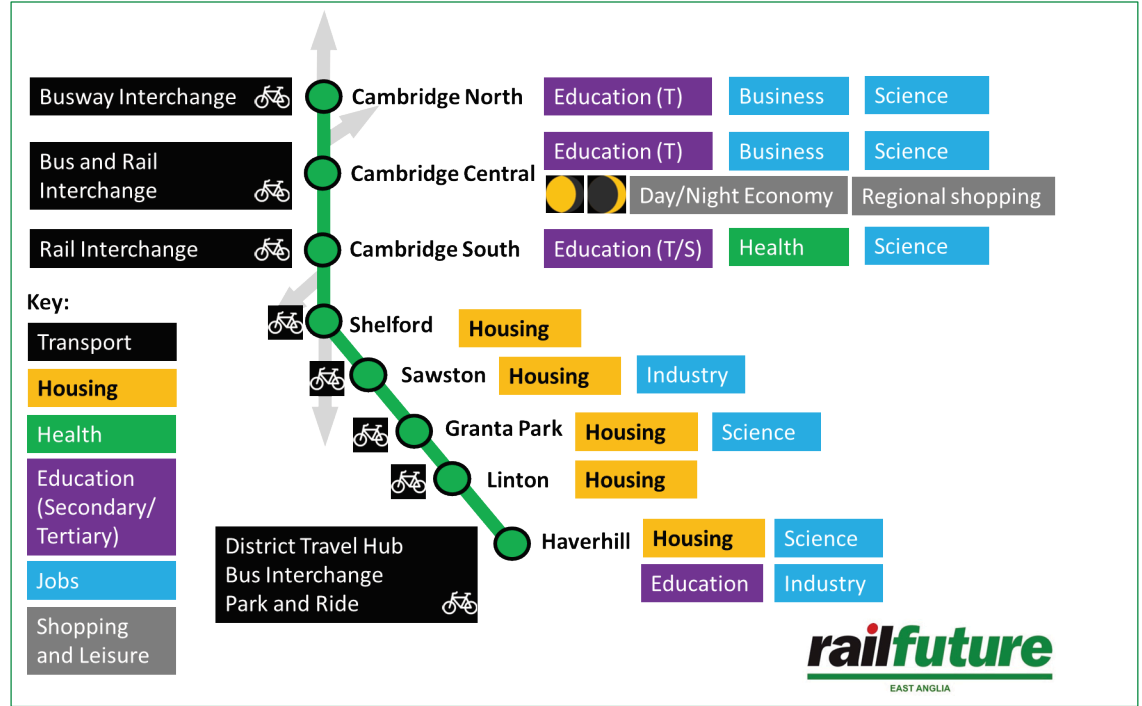 Busway Interchange
Cambridge North
Education (T)
Business
Science
Bus and Rail
Interchange
Cambridge Central
Education (T)
Business
Science
Day/Night Economy
Regional shopping
Rail Interchange
Cambridge South
Education (T/S)
Health
Science
Key:
Transport
Housing
Health
Education
(Secondary/
Tertiary)
Jobs
Shopping
and Leisure
Shelford
Housing
Sawston
Housing
Industry
Granta Park
Housing
Science
Linton
Housing
District Travel Hub
Bus Interchange
Park and Ride
Haverhill
Housing
Science
Education
Industry
railfuture
EAST ANGLIA